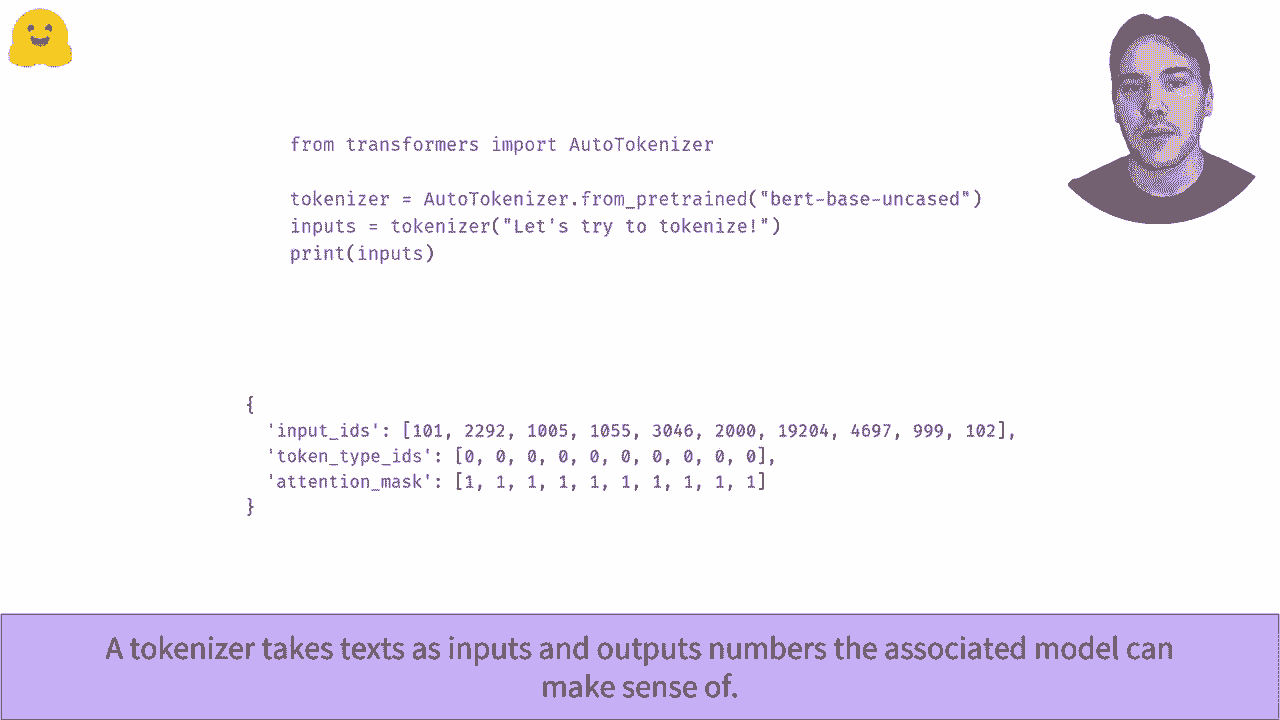 from transformers import AutoTokenizer
tokenizer = AutoTokenizer.from_pretrained("bert-base-uncased")
inputs = tokenizer("Let's try to tokenize!")
print(inputs)
{
'input_ids': [101, 2292, 1005, 1055, 3046, 2000, 19204, 4697, 999, 102],
'token_type_ids': [0, 0, 0, 0, 0, 0, 0, 0, 0, 0],
'attention_mask': [1, 1, 1, 1, 1, 1, 1, 1, 1, 1]
}
A tokenizer takes texts as inputs and outputs numbers the associated model can
make sense of.